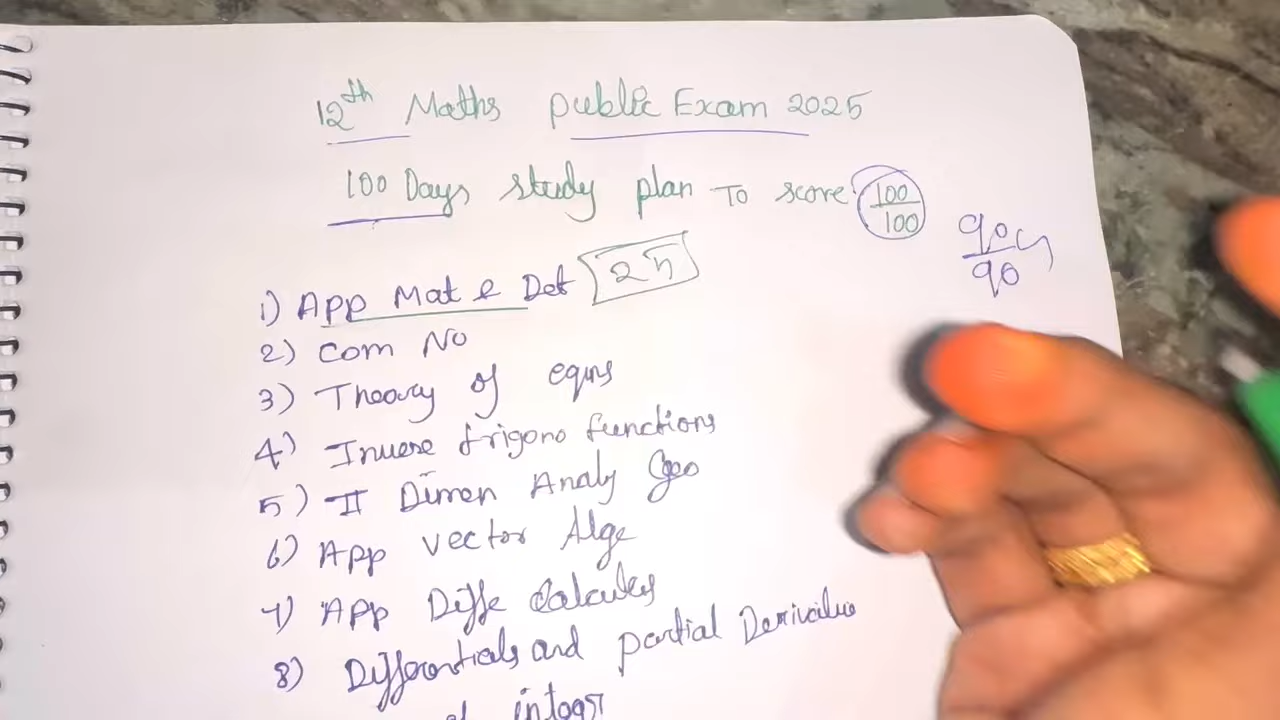 12th Maths public Exam 2025
100 Days study plan To score 100/100
90/90
1) App Mat & Det 25
2) Com No
3) Theory of eqns
4) Inverse trigono functions
5) II Dimen Analy Geo
6) App vector Alge
7) App Diffe Calculus
8) Differentials and partial Derivative